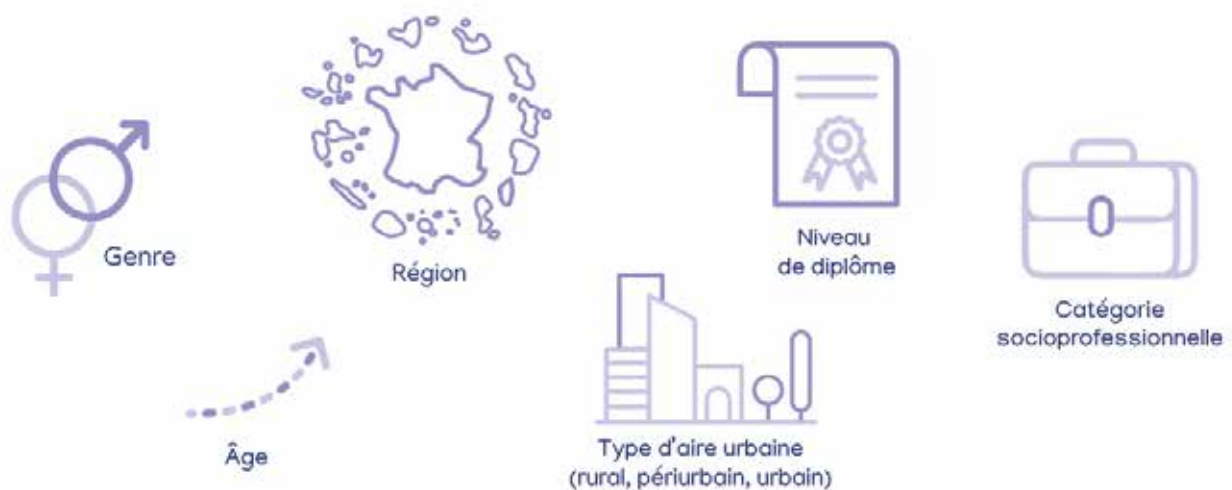 Genre
Région
Niveau
de diplôme
Catégorie
socioprofessionnelle
Âge
Type d'aire urbaine
(rural, périurbain, urbain)